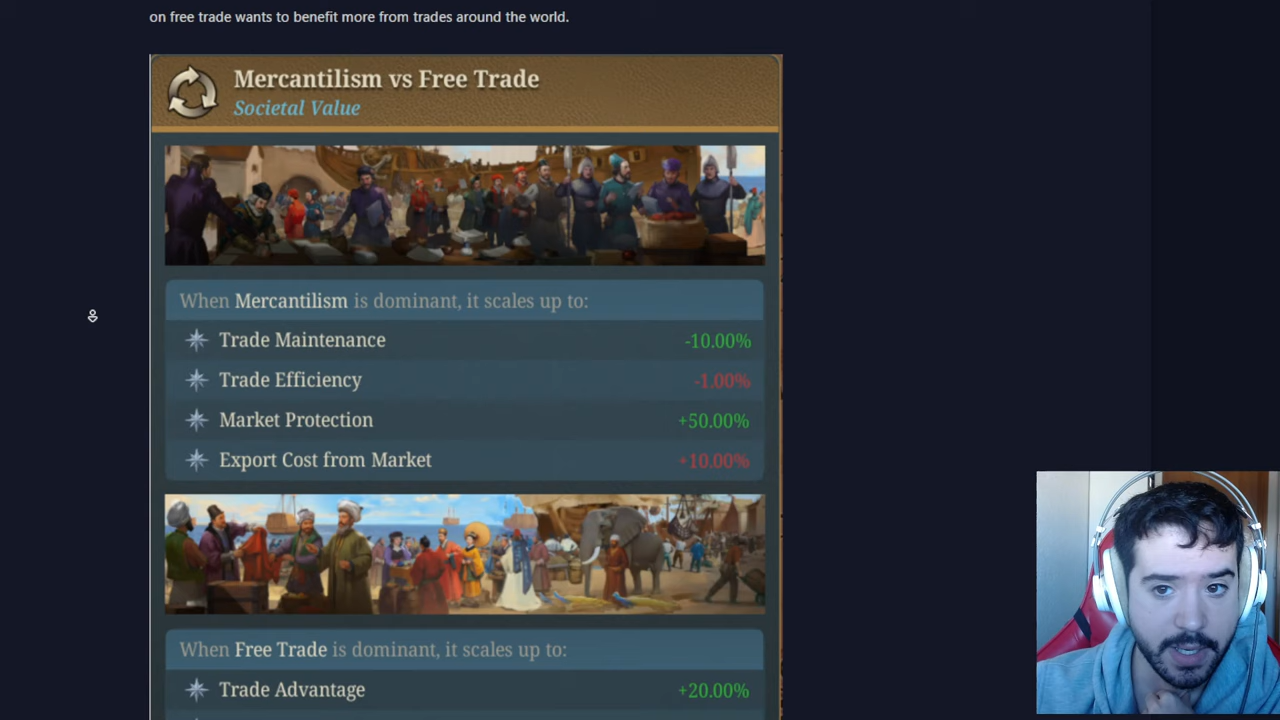 on free trade wants to benefit more from trades around the world.
Mercantilism vs Free Trade
Societal Value
When Mercantilism is dominant, it scales up to:
Trade Maintenance -10.00%
Trade Efficiency -1.00%
Market Protection +50.00%
Export Cost from Market +10.00%
When Free Trade is dominant, it scales up to:
Trade Advantage +20.00%